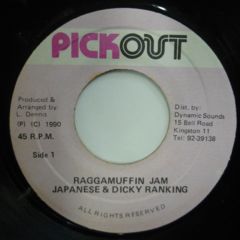 PICKOUT
Produced &
Arranged by:
L. Dennis
(P) (C) 1990
45 R.P.M.
Side 1
Dist. by:
Dynamic Sounds
15 Bell Road
Kingston 11
Tel: 92-39138
RAGGAMUFFIN JAM
JAPANESE & DICKY RANKING
ALL RIGHTS RESERVED